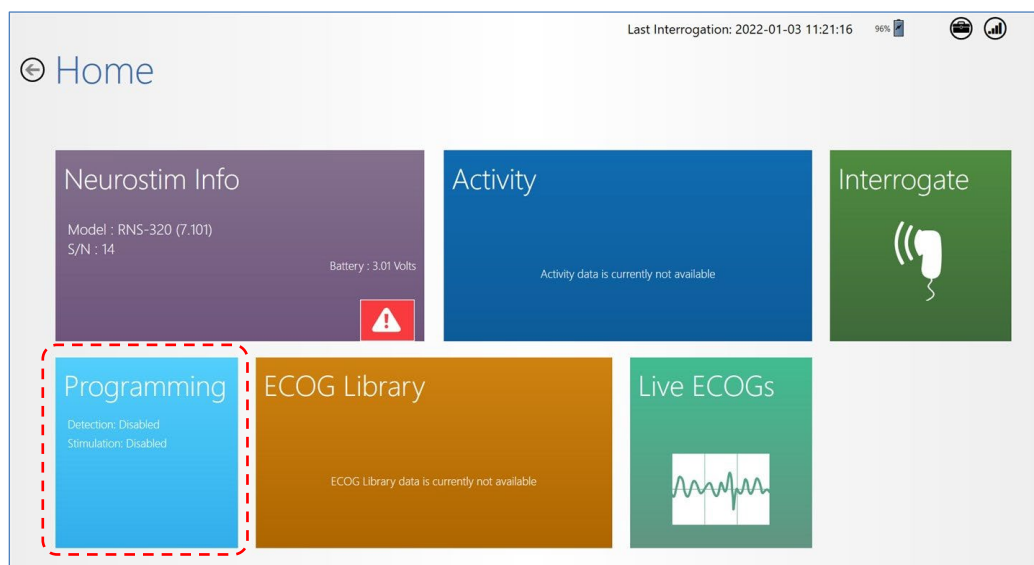 Last Interrogation: 2022-01-03 11:21:16 96%
Home
Neurostim Info
Model : RNS-320 (7.101)
S/N : 14
Battery : 3.01 Volts
Activity
Activity data is currently not available
Interrogate
Programming
Detection: Disabled
Stimulation: Disabled
ECOG Library
ECOG Library data is currently not available
Live ECOGs